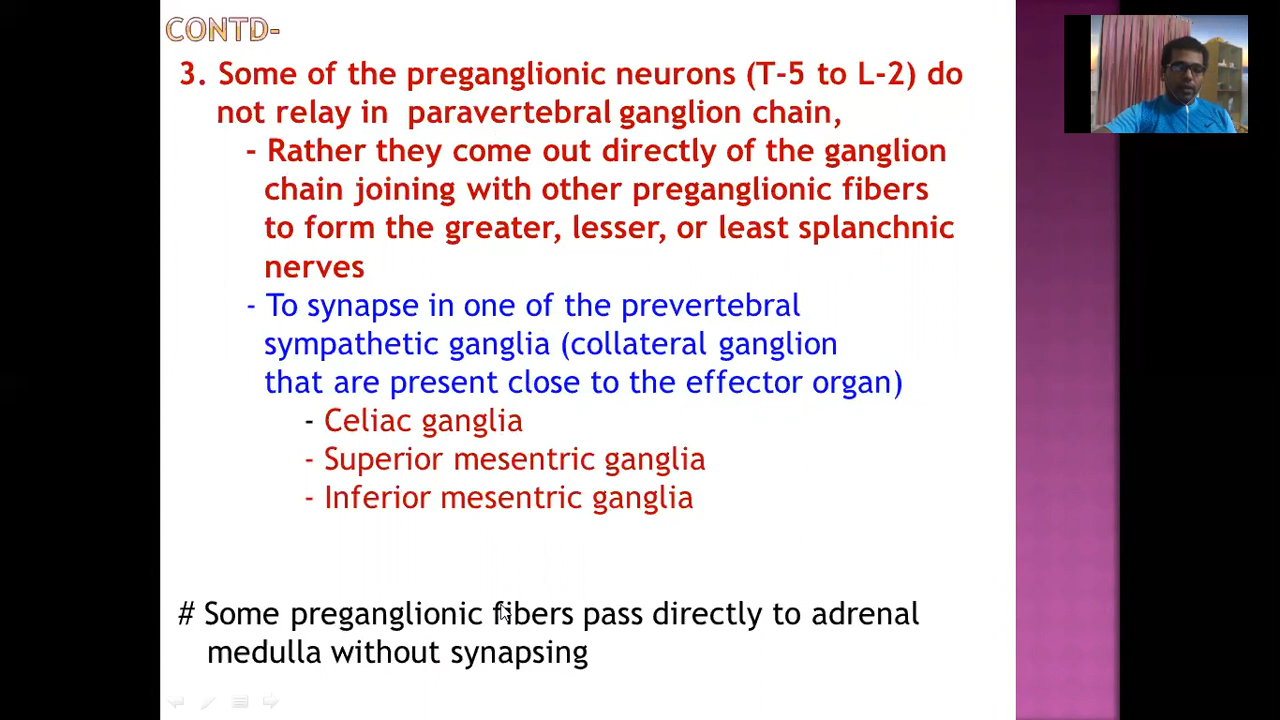 CONTD-
3. Some of the preganglionic neurons (T-5 to L-2) do
not relay in paravertebral ganglion chain,
- Rather they come out directly of the ganglion
chain joining with other preganglionic fibers
to form the greater, lesser, or least splanchnic
nerves
- To synapse in one of the prevertebral
sympathetic ganglia (collateral ganglion
that are present close to the effector organ)
- Celiac ganglia
- Superior mesentric ganglia
- Inferior mesentric ganglia
# Some preganglionic fibers pass directly to adrenal
medulla without synapsing